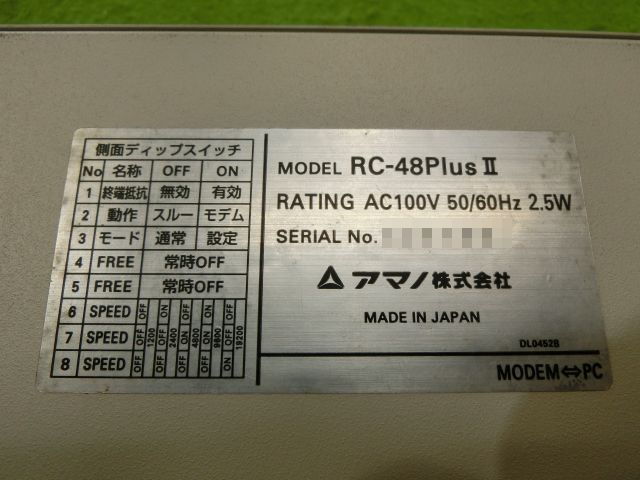 側面ディップスイッチ
No 名称 OFF ON
1 終端抵抗 無効 有効
2 動作 スルー モデム
3 モード 通常 設定
4 FREE 常時OFF
5 FREE 常時OFF
6 SPEED
7 SPEED
8 SPEED
1200
2400
4800
9600
19200
MODEL RC-48Plus II
RATING AC100V 50/60Hz 2.5W
SERIAL No.
アマノ株式会社
MADE IN JAPAN
DL0452B
MODEM⇔PC